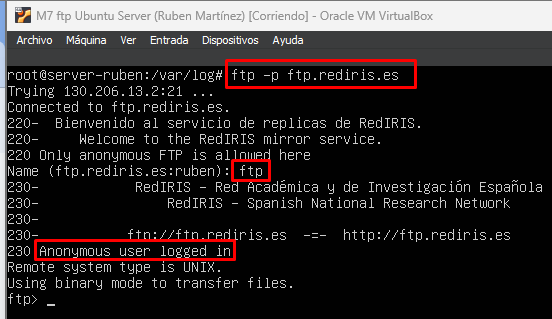 M7 ftp Ubuntu Server (Ruben Martínez) [Corriendo] - Oracle VM VirtualBox
Archivo Máquina Ver Entrada Dispositivos Ayuda
root@server-ruben:/var/log# ftp -p ftp.rediris.es
Trying 130.206.13.2:21 ...
Connected to ftp.rediris.es.
220- Bienvenido al servicio de replicas de RedIRIS.
220- Welcome to the RedIRIS mirror service.
220 Only anonymous FTP is allowed here
Name (ftp.rediris.es:ruben): ftp
230- RedIRIS - Red Académica y de Investigación Española
230- RedIRIS - Spanish National Research Network
230-
230- ftp://ftp.rediris.es -=- http://ftp.rediris.es
230 Anonymous user logged in
Remote system type is UNIX.
Using binary mode to transfer files.
ftp> _